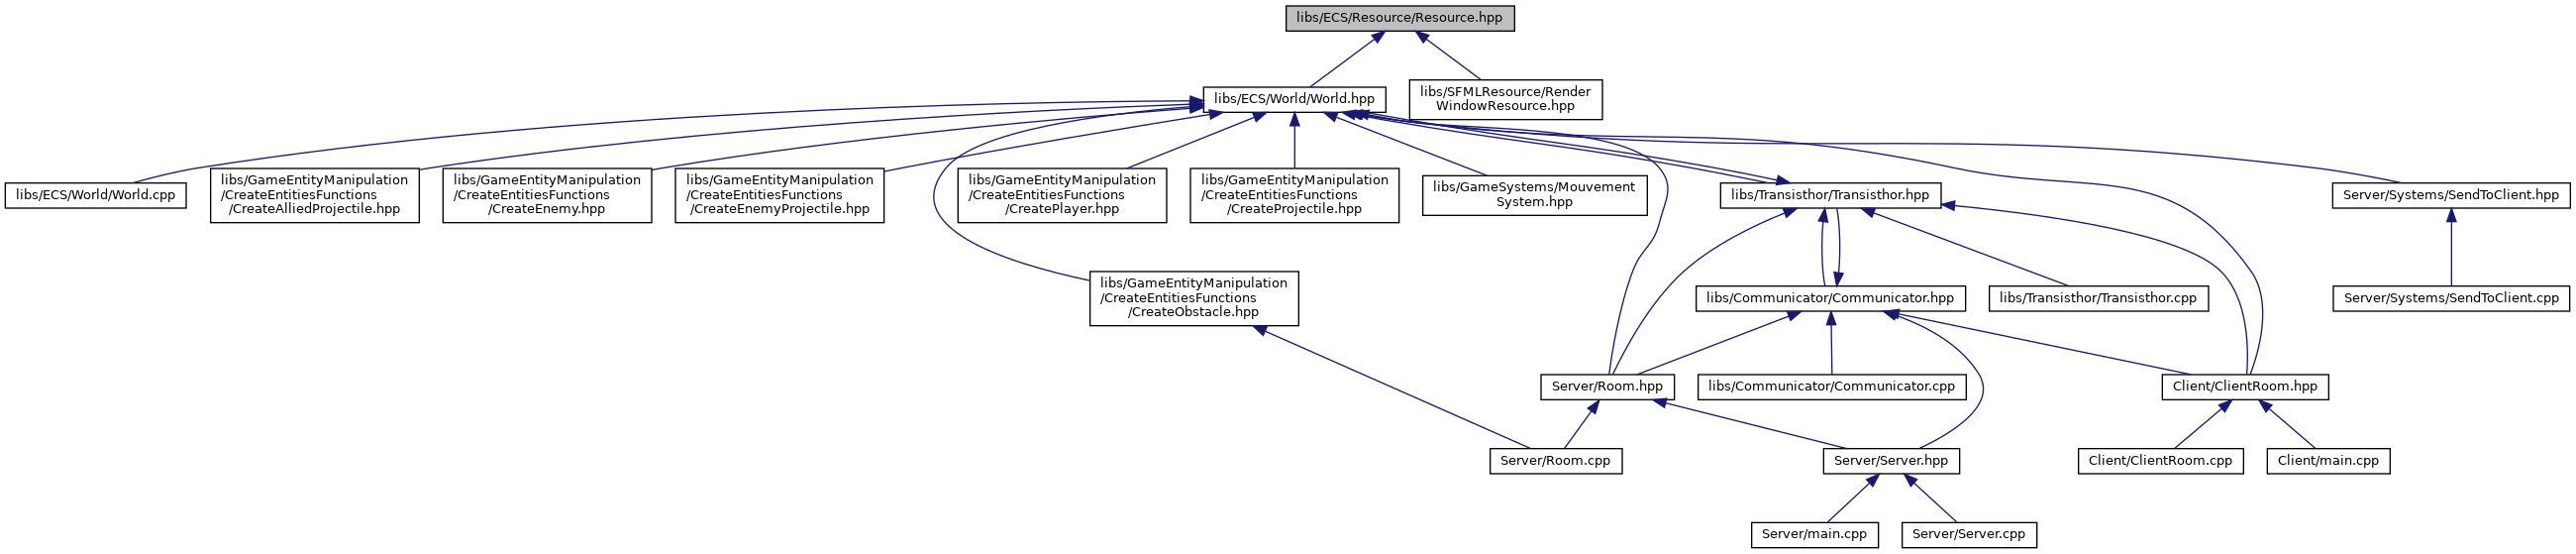 libs/ECS/Resource/Resource.hpp
libs/ECS/World/World.hpp
libs/SFMLResource/Render
WindowResource.hpp
libs/ECS/World/World.cpp
libs/GameEntityManipulation
/CreateEntitiesFunctions
/CreateAlliedProjectile.hpp
libs/GameEntityManipulation
/CreateEntitiesFunctions
/CreateEnemy.hpp
libs/GameEntityManipulation
/CreateEntitiesFunctions
/CreateEnemyProjectile.hpp
libs/GameEntityManipulation
/CreateEntitiesFunctions
/CreatePlayer.hpp
libs/GameEntityManipulation
/CreateEntitiesFunctions
/CreateProjectile.hpp
libs/GameSystems/Mouvement
System.hpp
libs/Transisthor/Transisthor.hpp
Server/Systems/SendToClient.hpp
libs/GameEntityManipulation
/CreateEntitiesFunctions
/CreateObstacle.hpp
libs/Communicator/Communicator.hpp
libs/Transisthor/Transisthor.cpp
Server/Systems/SendToClient.cpp
Server/Room.hpp
libs/Communicator/Communicator.cpp
Client/ClientRoom.hpp
Server/Room.cpp
Server/Server.hpp
Client/ClientRoom.cpp
Client/main.cpp
Server/main.cpp
Server/Server.cpp